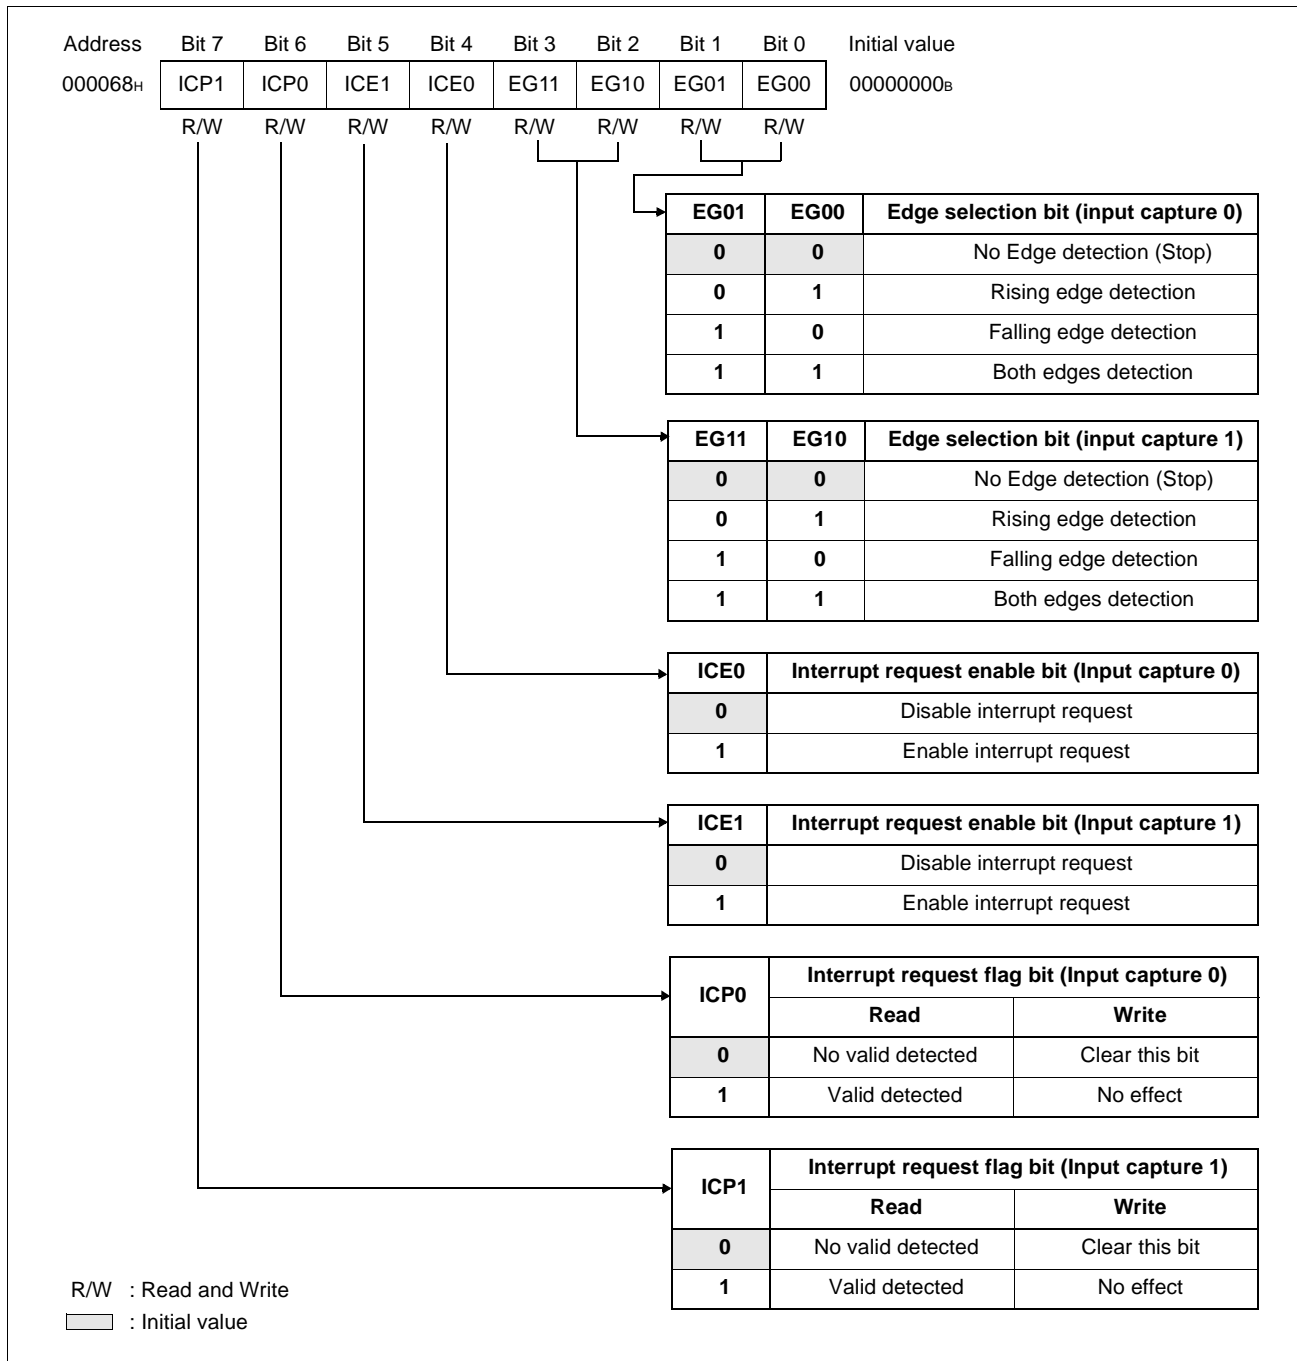 Address Bit 7 Bit 6 Bit 5 Bit 4 Bit 3 Bit 2 Bit 1 Bit 0 Initial value
000068H ICP1 ICP0 ICE1 ICE0 EG11 EG10 EG01 EG00 00000000B
R/W R/W R/W R/W R/W R/W R/W R/W
EG01 EG00 Edge selection bit (input capture 0)
0 0 No Edge detection (Stop)
0 1 Rising edge detection
1 0 Falling edge detection
1 1 Both edges detection
EG11 EG10 Edge selection bit (input capture 1)
0 0 No Edge detection (Stop)
0 1 Rising edge detection
1 0 Falling edge detection
1 1 Both edges detection
ICE0 Interrupt request enable bit (Input capture 0)
0 Disable interrupt request
1 Enable interrupt request
ICE1 Interrupt request enable bit (Input capture 1)
0 Disable interrupt request
1 Enable interrupt request
ICP0 Interrupt request flag bit (Input capture 0)
Read Write
0 No valid detected Clear this bit
1 Valid detected No effect
ICP1 Interrupt request flag bit (Input capture 1)
Read Write
0 No valid detected Clear this bit
1 Valid detected No effect
R/W : Read and Write
: Initial value